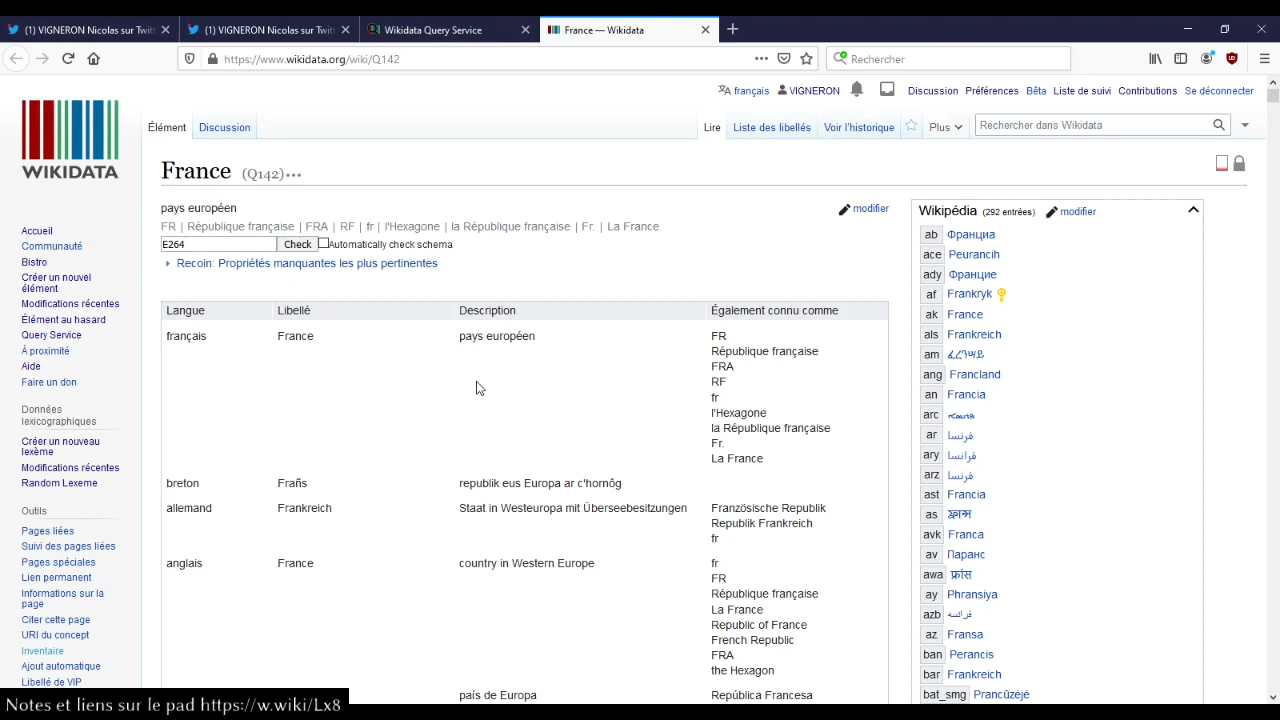 (1) VIGNERON Nicolas sur Twitt
(1) VIGNERON Nicolas sur Twitt
Wikidata Query Service
France — Wikidata
https://www.wikidata.org/wiki/Q142
Rechercher
français
VIGNERON
Discussion
Préférences
Bêta
Liste de suivi
Contributions
Se déconnecter
WIKIDATA
Élément
Discussion
Lire
Liste des libellés
Voir l'historique
Plus
Rechercher dans Wikidata
France (Q142)
pays européen
modifier
FR | République française | FRA | RF | fr | l'Hexagone | la République française | Fr. | La France
E264
Check
Automatically check schema
Recoin: Propriétés manquantes les plus pertinentes
Langue Libellé Description Également connu comme
français France pays européen FR
République française
FRA
RF
fr
l'Hexagone
la République française
Fr.
La France
breton Frañs republik eus Europa ar c'hornôg
allemand Frankreich Staat in Westeuropa mit Überseebesitzungen Französische Republik
Republik Frankreich
fr
anglais France country in Western Europe fr
FR
République française
La France
Republic of France
French Republic
FRA
the Hexagon
país de Europa República Francesa
Accueil
Communauté
Bistro
Créer un nouvel
élément
Modifications récentes
Élément au hasard
Query Service
À proximité
Aide
Faire un don
Données
lexicographiques
Créer un nouveau
lexème
Modifications récentes
Random Lexeme
Outils
Pages liées
Suivi des pages liées
Pages spéciales
Lien permanent
Informations sur la
page
Citer cette page
URI du concept
Inventaire
Ajout automatique
Libellé de VIP
Wikipédia (292 entrées) modifier
ab Франциа
ace Peurancih
ady Францие
af Frankryk
ak France
als Frankreich
am ፈረንሣይ
ang Francland
an Francia
arc
ar فرنسا
ary فرانسا
arz فرنسا
ast Francia
as ফ্ৰান্স
avk Franca
av Паранс
awa फ्रांस
ay Phransiya
azb فرانسه
az Fransa
ban Perancis
bar Frankreich
bat_smg Prancūzėjė
Notes et liens sur le pad https://w.wiki/Lx8